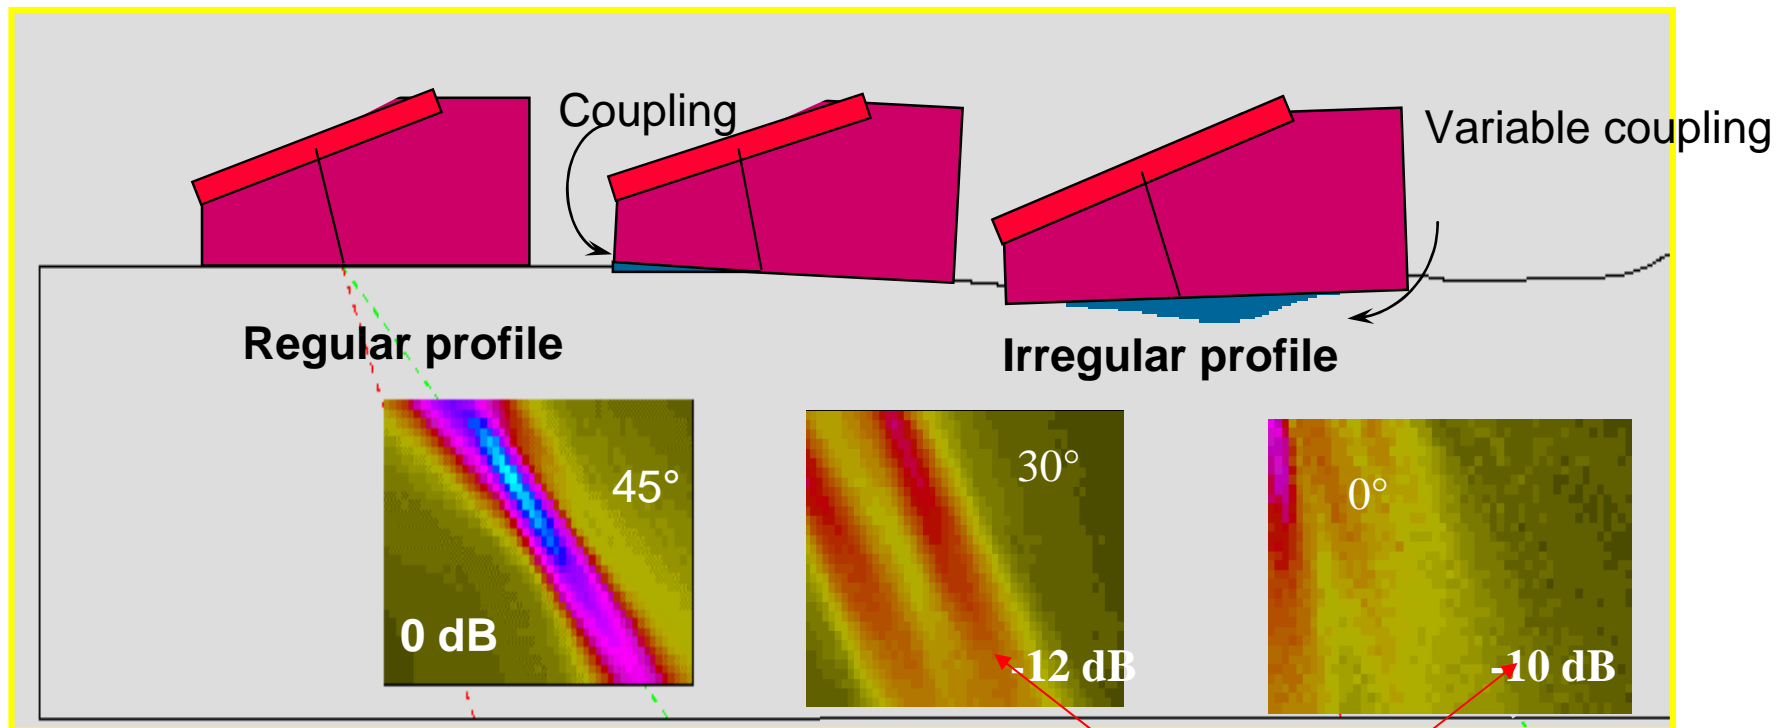 Coupling
Variable coupling
Regular profile
Irregular profile
45°
30°
0°
0 dB
-12 dB
-10 dB